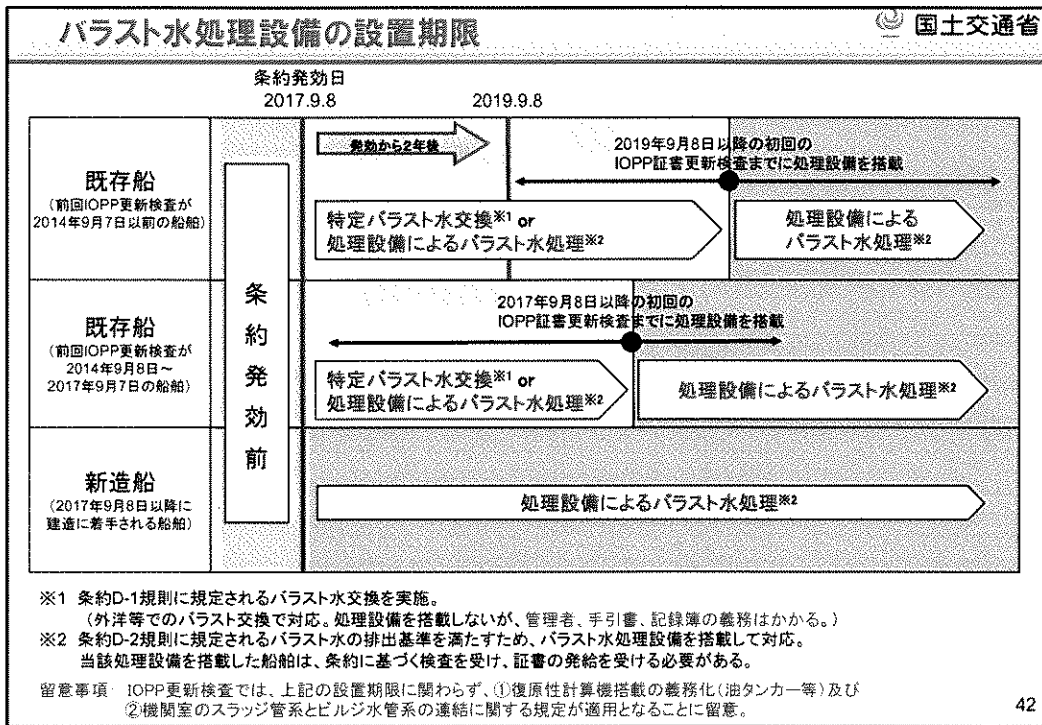 バラスト水処理設備の設置期限
国土交通省
条約発効日
2017.9.8
2019.9.8
既存船
(前回IOPP更新検査が
2014年9月7日以前の船舶)
条約発効前
発効から2年後
2019年9月8日以降の初回の
IOPP証書更新検査までに処理設備を搭載
特定バラスト水交換※1 or
処理設備によるバラスト水処理※2
処理設備による
バラスト水処理※2
既存船
(前回IOPP更新検査が
2014年9月8日～
2017年9月7日の船舶)
2017年9月8日以降の初回の
IOPP証書更新検査までに処理設備を搭載
特定バラスト水交換※1 or
処理設備によるバラスト水処理※2
処理設備によるバラスト水処理※2
新造船
(2017年9月8日以降に
建造に着手される船舶)
処理設備によるバラスト水処理※2
※1 条約D-1規則に規定されるバラスト水交換を実施。
(外洋等でのバラスト交換で対応。処理設備を搭載しないが、管理者、手引書、記録簿の義務はかかる。)
※2 条約D-2規則に規定されるバラスト水の排出基準を満たすため、バラスト水処理設備を搭載して対応。
当該処理設備を搭載した船舶は、条約に基づく検査を受け、証書の発給を受ける必要がある。
留意事項 IOPP更新検査では、上記の設置期限に関わらず、①復原性計算機搭載の義務化(油タンカー等)及び
②機関室のスラッジ管系とビルジ水管系の連結に関する規定が適用となることに留意。
42